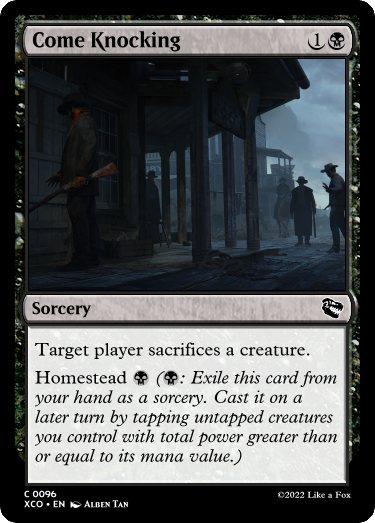 Come Knocking 1
Sorcery
Target player sacrifices a creature.
Homestead (: Exile this card from
your hand as a sorcery. Cast it on a
later turn by tapping untapped creatures
you control with total power greater than
or equal to its mana value.)
C 0096
XCO • EN ALBEN TAN
©2022 Like a Fox